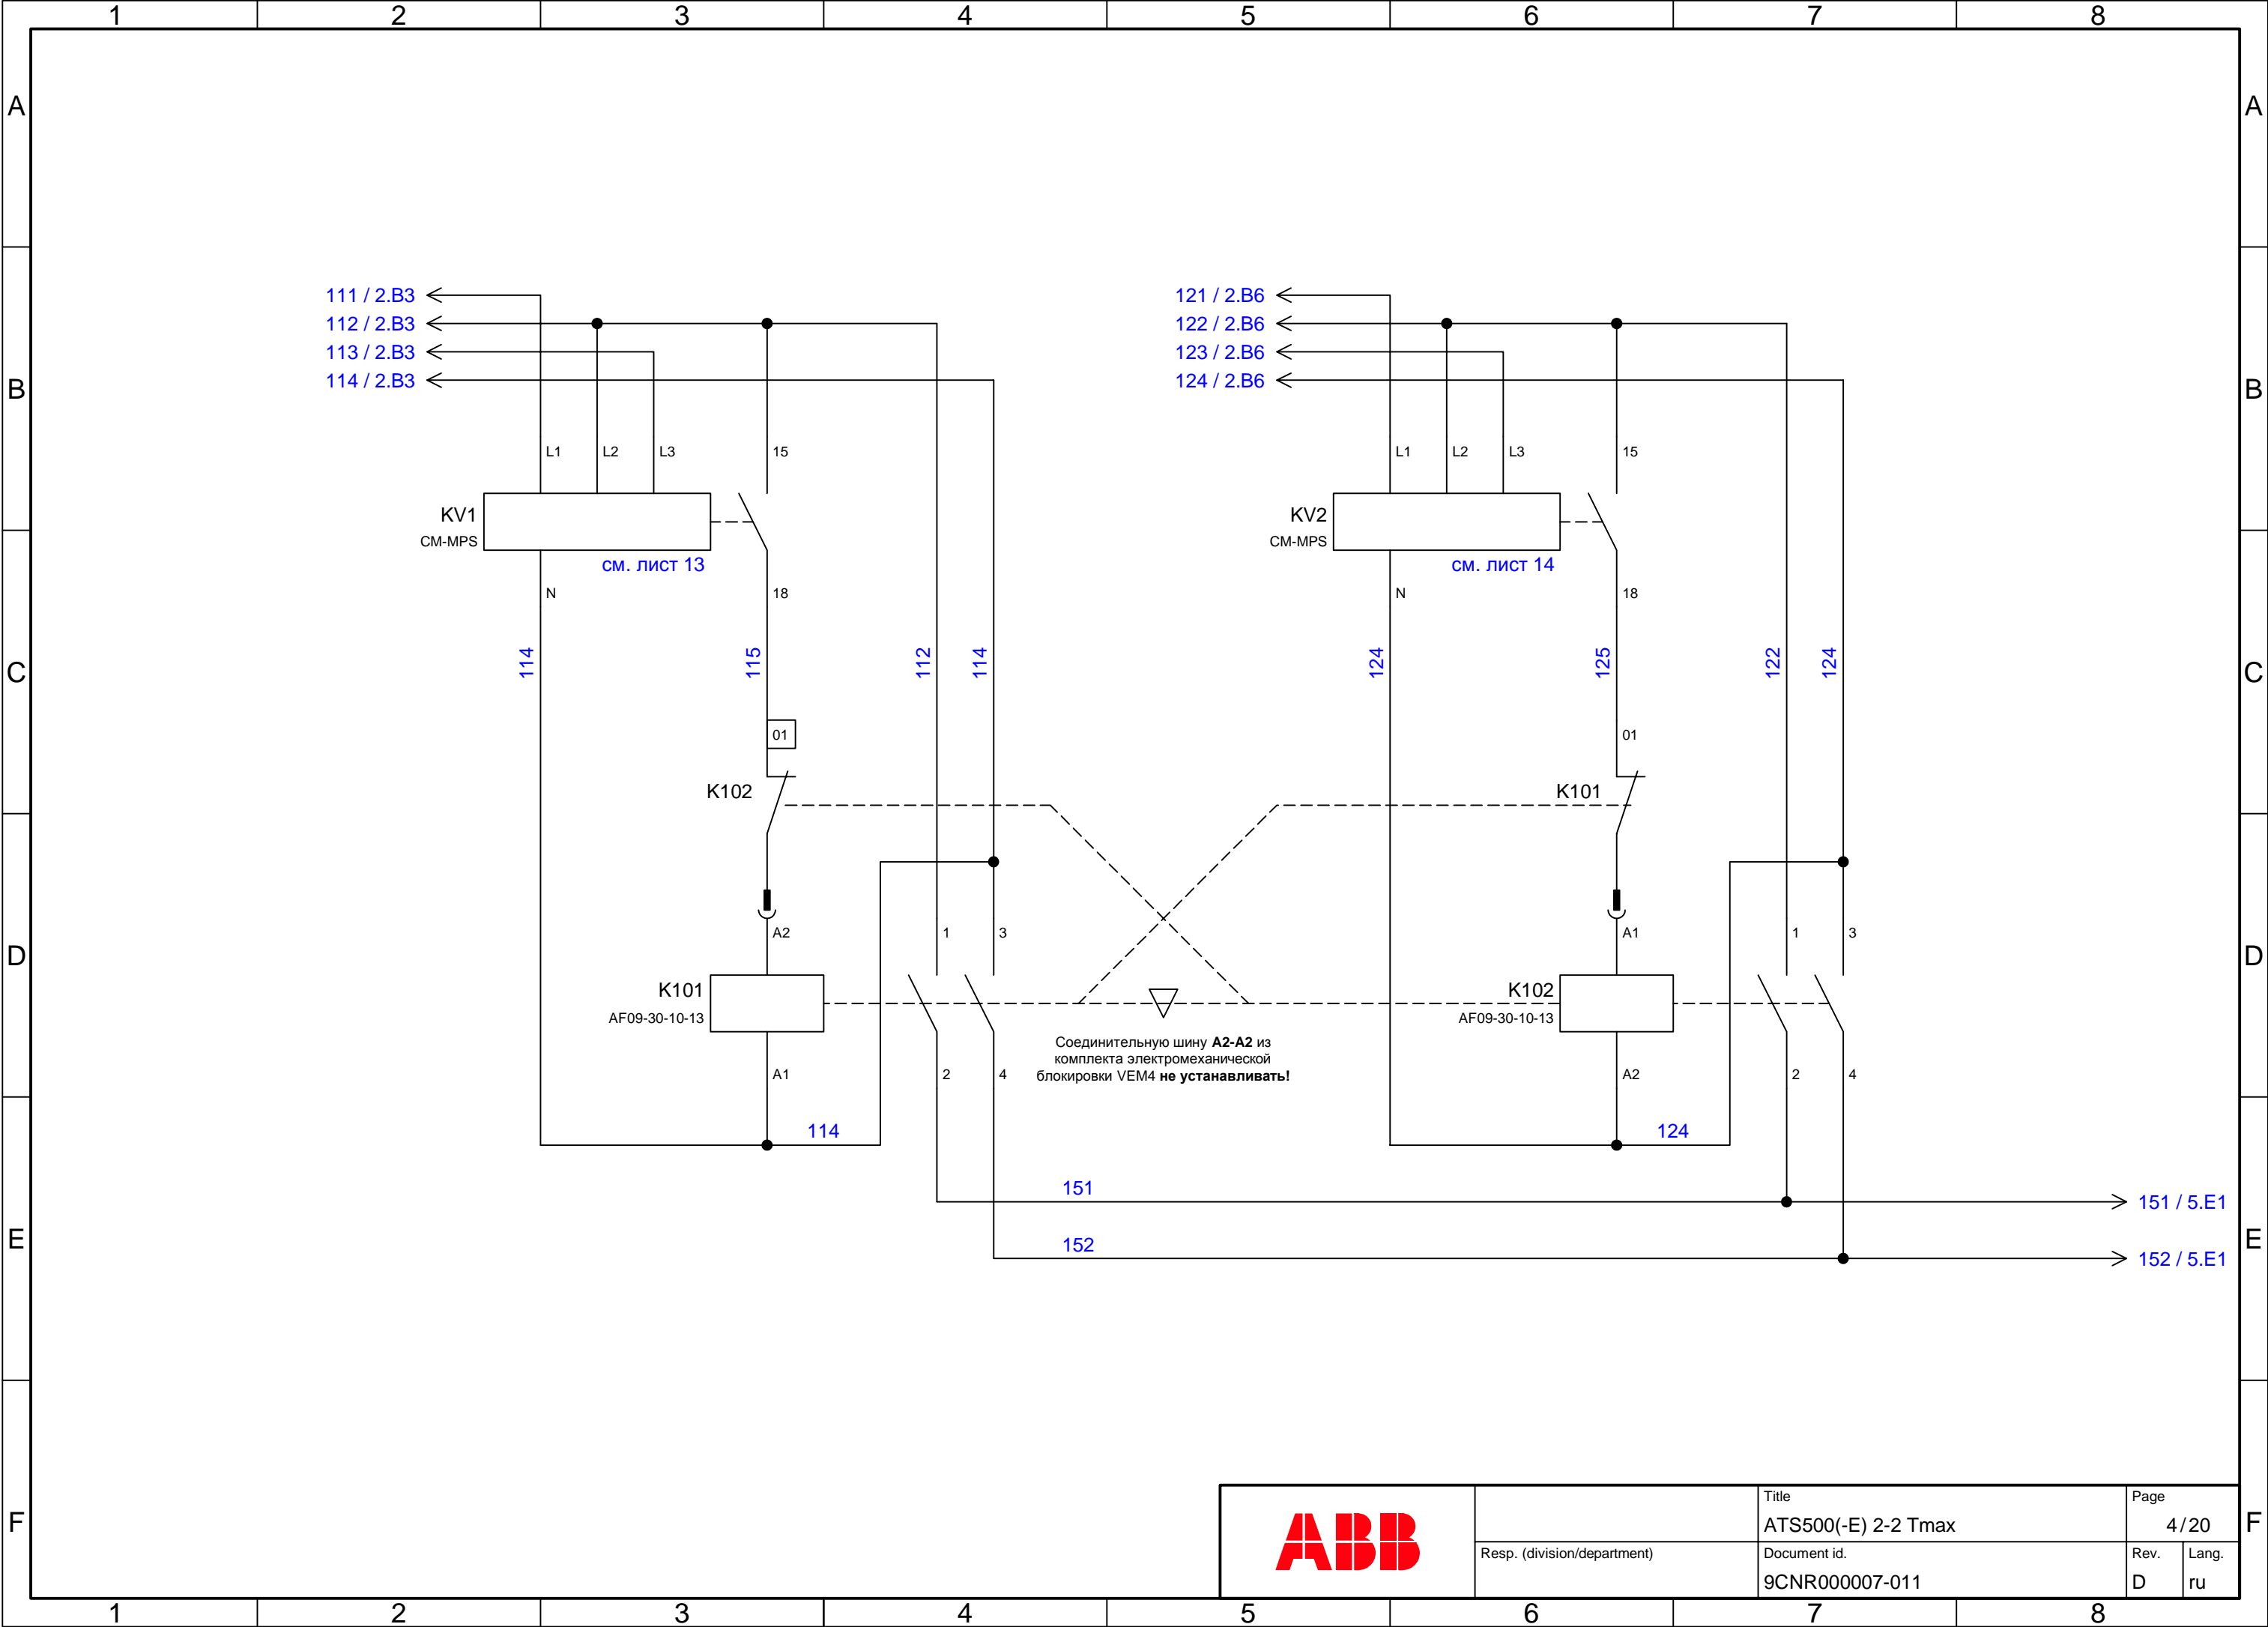 1 2 3 4 5 6 7 8
A A
111 / 2.B3
112 / 2.B3
113 / 2.B3
114 / 2.B3
121 / 2.B6
122 / 2.B6
123 / 2.B6
124 / 2.B6
B B
L1 L2 L3 15
L1 L2 L3 15
KV1
CM-MPS
см. лист 13
KV2
CM-MPS
см. лист 14
N 18
N 18
C C
114 115 112 114
124 125 122 124
01
01
K102
K101
D D
A2 1 3
A1 1 3
K101
AF09-30-10-13
K102
AF09-30-10-13
Соединительную шину A2-A2 из
комплекта электромеханической
блокировки VEM4 не устанавливать!
A1 2 4
A2 2 4
114
124
151
151 / 5.E1
E E
152
152 / 5.E1
F F
ABB
Title
ATS500(-E) 2-2 Tmax
Page
4/20
Resp. (division/department)
Document id.
9CNR000007-011
Rev.
D
Lang.
ru
1 2 3 4 5 6 7 8